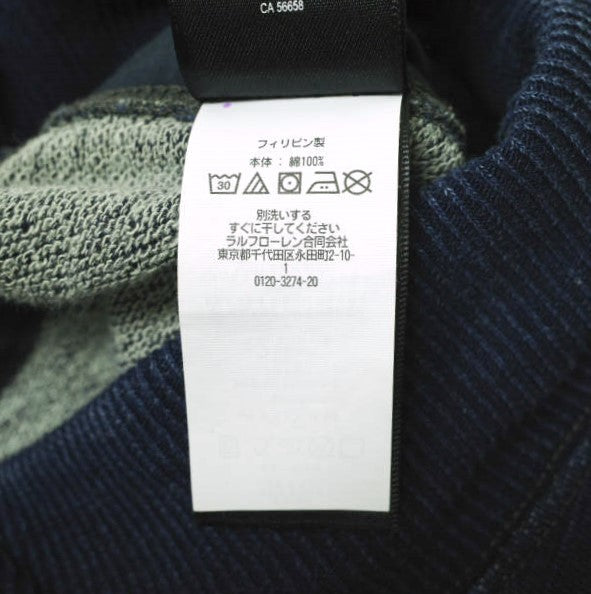 CA 56658
フィリピン製
本体 : 綿100%
30
別洗いする
すぐに干してください
ラルフローレン合同会社
東京都千代田区永田町2-10-
1
0120-3274-20